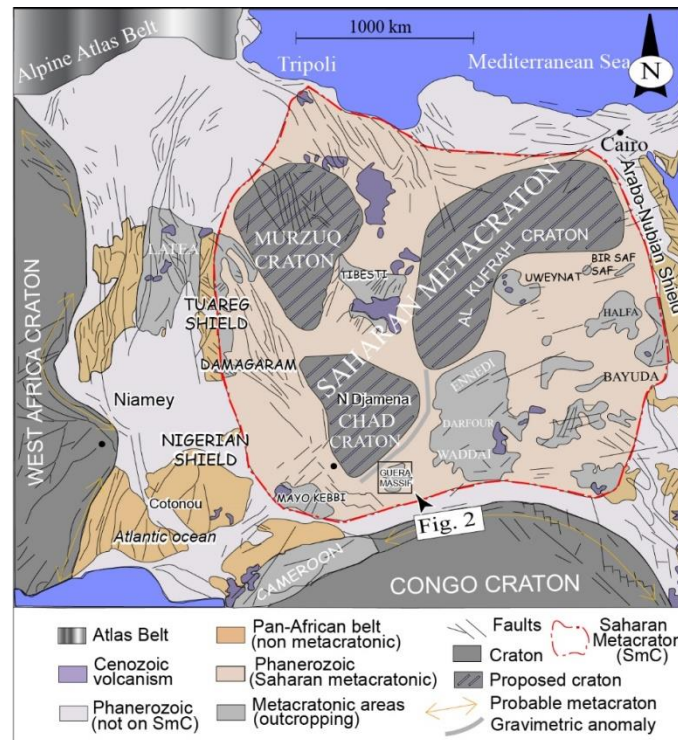 1000 km
Alpine Atlas Belt
Tripoli
Mediterranean Sea
N
Cairo
Arabo-Nubian Shield
MURZUQ
CRATON
LATEA
TIBESTI
SAHARAN METACRATON
AL KUFRAH CRATON
BIR SAF
SAF
UWEYNAT
TUAREG
SHIELD
HALFA
DAMAGARAM
BAYUDA
WEST AFRICA CRATON
Niamey
N Djamena
CHAD
CRATON
ENNEDI
DARFOUR
WADDAI
NIGERIAN
SHIELD
GUERA
MASSIF
MAYO KEBBI
Cotonou
Fig. 2
Atlantic ocean
CAMEROON
CONGO CRATON
Atlas Belt
Cenozoic
volcanism
Phanerozoic
(not on SmC)
Pan-African belt
(non metacratonic)
Phanerozoic
(Saharan metacratonic)
Metacratonic areas
(outcropping)
Faults
Craton
Saharan
Metacraton
(SmC)
Proposed craton
Probable metacraton
Gravimetric anomaly